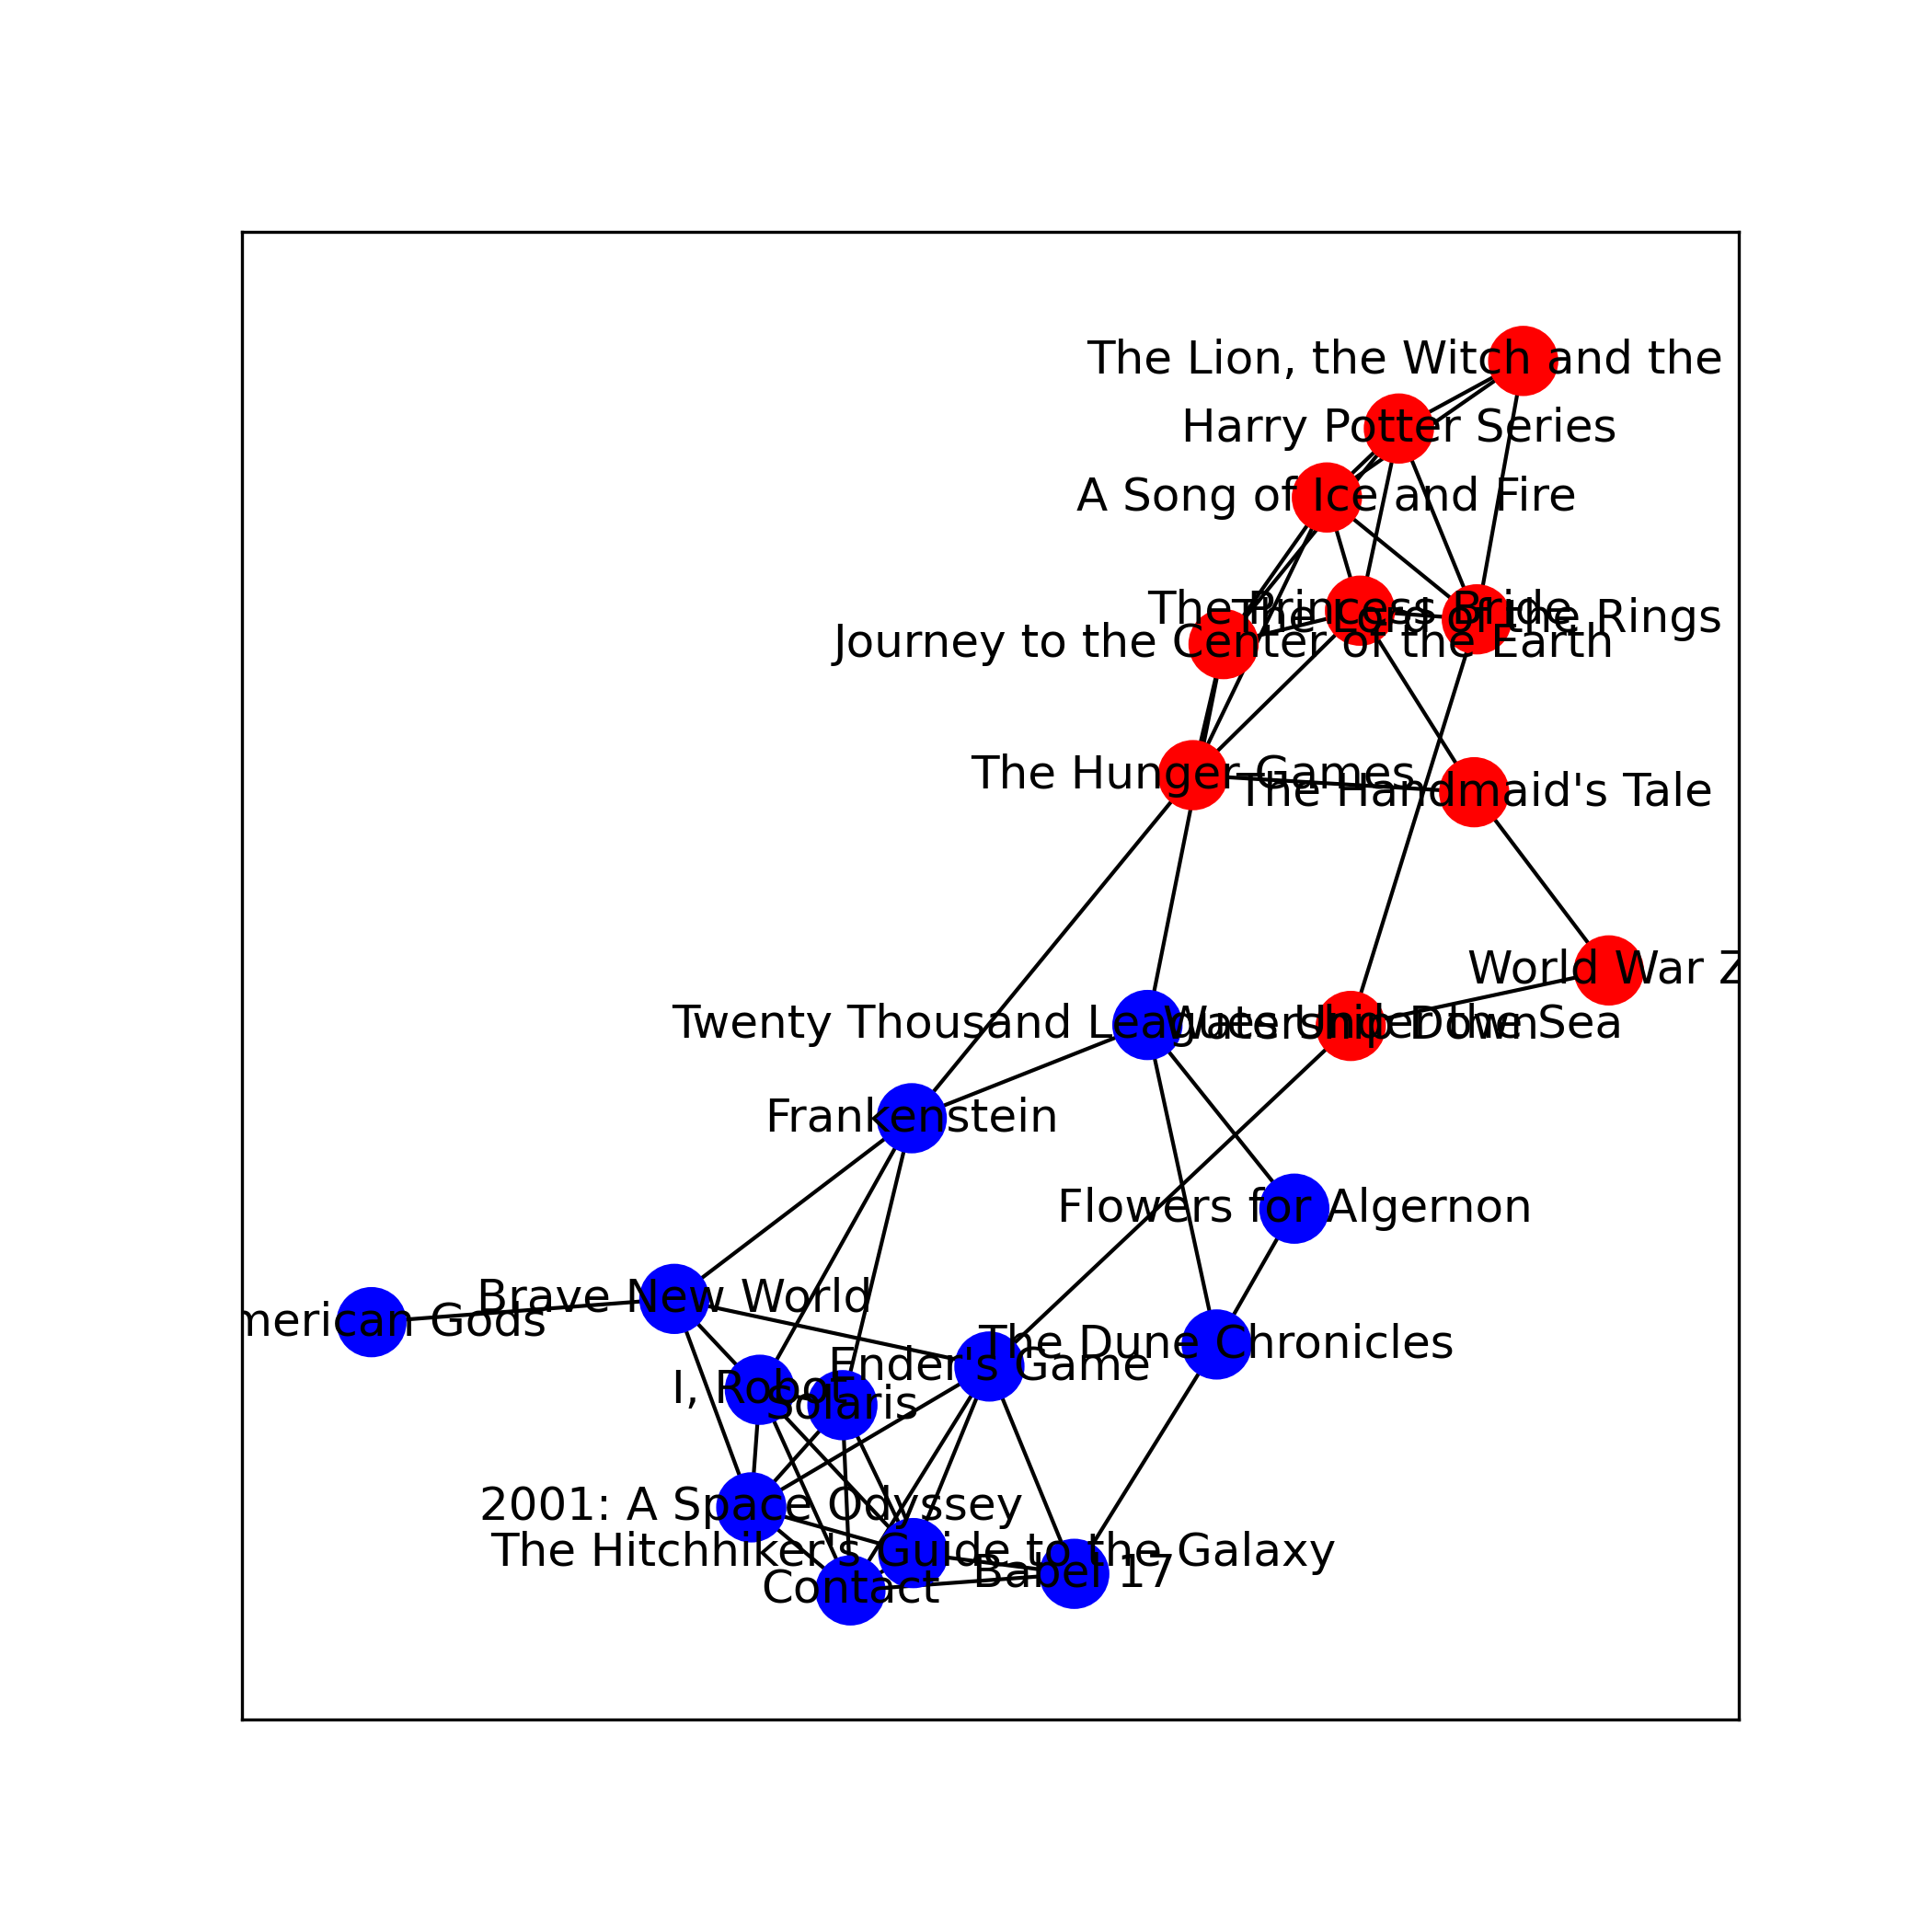 The Lion, the Witch and the
Harry Potter Series
A Song of Ice and Fire
The Princess Bride
The Lord of the Rings
Journey to the Center of the Earth
The Hunger Games
The Handmaid's Tale
World War Z
Twenty Thousand Leagues Under the Sea
Watership Down
Frankenstein
Flowers for Algernon
Brave New World
merican Gods
The Dune Chronicles
Ender's Game
I, Robot
Solaris
2001: A Space Odyssey
The Hitchhiker's Guide to the Galaxy
Babel 17
Contact